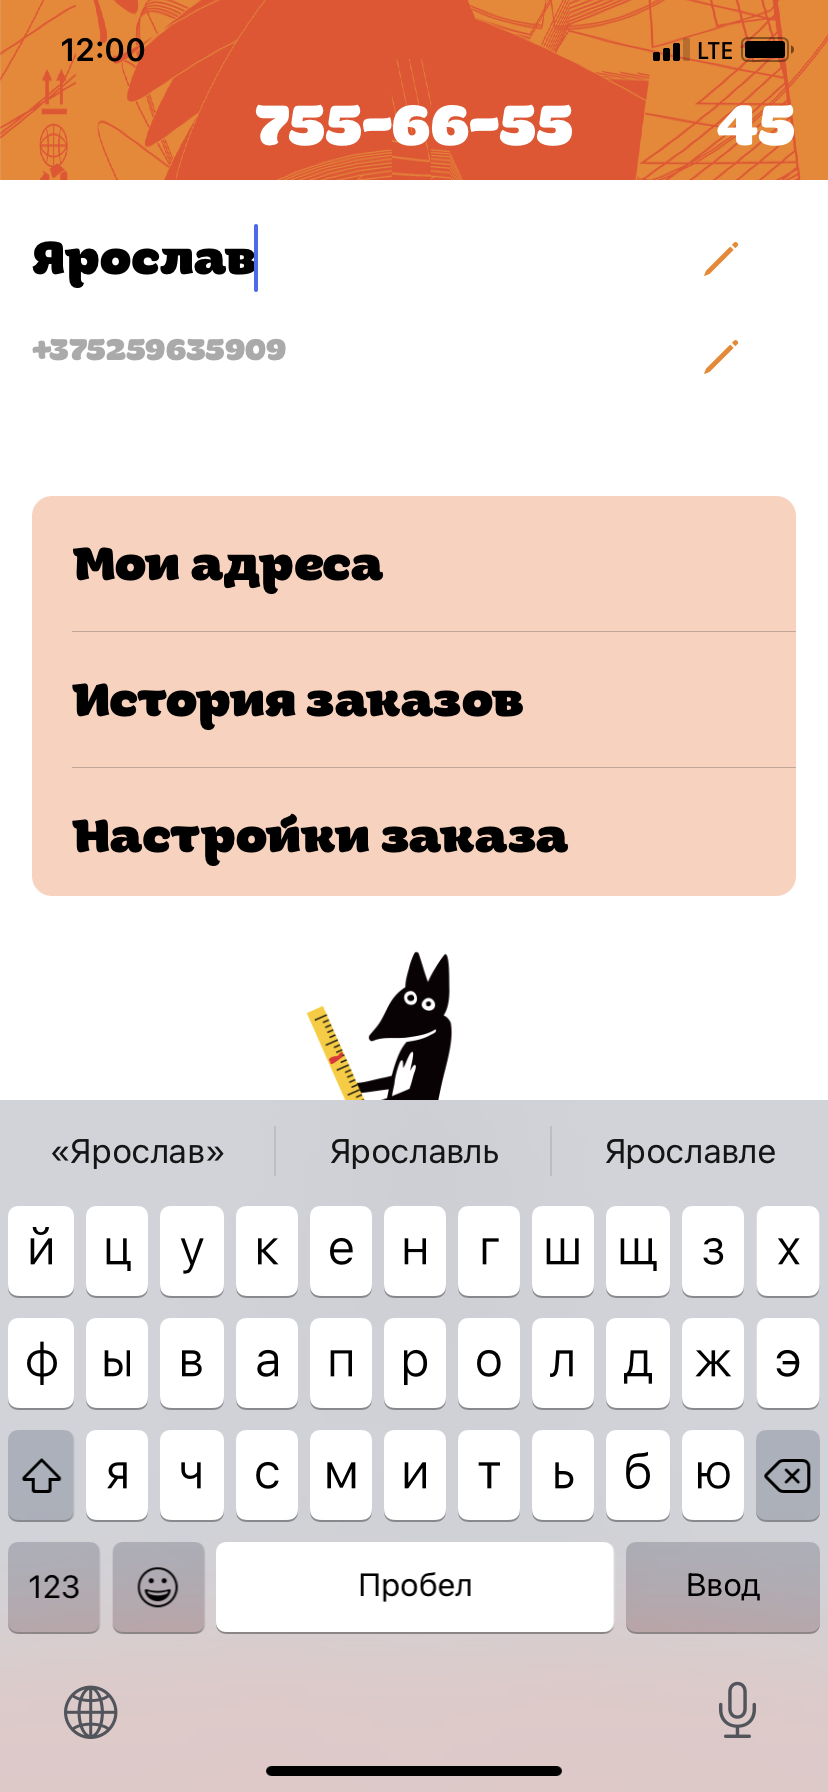 12:00 LTE
755-66-55 45
Ярослав
+375259635909
Мои адреса
История заказов
Настройки заказа
«Ярослав» Ярославль Ярославле
й ц у к е н г ш щ з х
ф ы в а п р о л д ж э
я ч с м и т ь б ю
123 Пробел Ввод